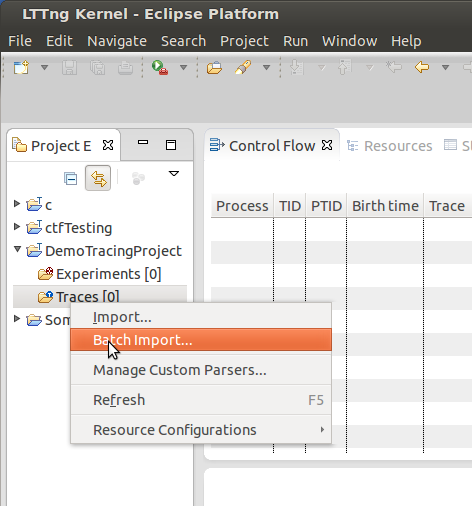 LTTng Kernel - Eclipse Platform
File Edit Navigate Search Project Run Window Help
Project E
Control Flow Resources
Process TID PTID Birth time Trace
c
ctfTesting
DemoTracingProject
Experiments [0]
Traces [0]
Som
Import...
Batch Import...
Manage Custom Parsers...
Refresh F5
Resource Configurations